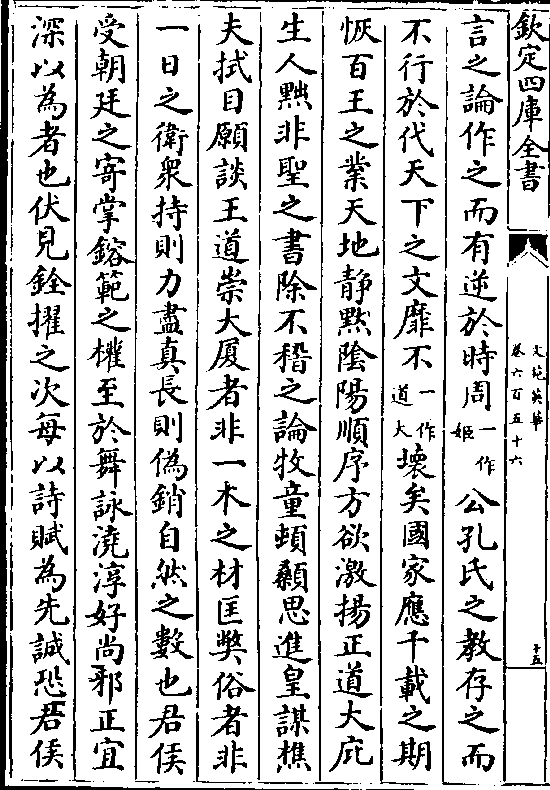 欽定四庫全書
文苑英華
卷六百五十六
十五
言之論作之而有逆於時周一作姬公孔氏之教存之而
不行於代天下之文靡不一作道大壞矣國家應千載之期
恢百王之業天地静黙陰陽順序方欲激揚正道大庇
生人黜非聖之書除不稽之論牧童頓顙思進皇謀樵
夫拭目願談王道崇大厦者非一木之材匡弊俗者非
一日之衛衆持則力盡真長則偽銷自然之數也君侯
受朝廷之寄掌鎔範之權至於舞詠澆淳好尚邪正宜
深以為者也伏見銓擢之次每以詩賦為先誠恐君侯